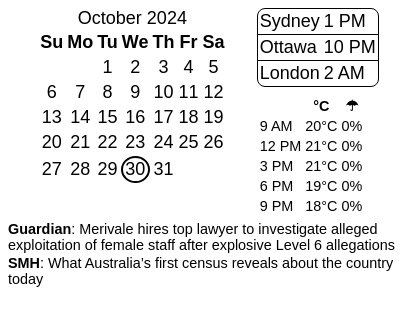 October 2024
Su Mo Tu We Th Fr Sa
1 2 3 4 5
6 7 8 9 10 11 12
13 14 15 16 17 18 19
20 21 22 23 24 25 26
27 28 29 30 31
Sydney 1 PM
Ottawa 10 PM
London 2 AM
°C ☂
9 AM 20°C 0%
12 PM 21°C 0%
3 PM 21°C 0%
6 PM 19°C 0%
9 PM 18°C 0%
Guardian: Merivale hires top lawyer to investigate alleged
exploitation of female staff after explosive Level 6 allegations
SMH: What Australia’s first census reveals about the country
today